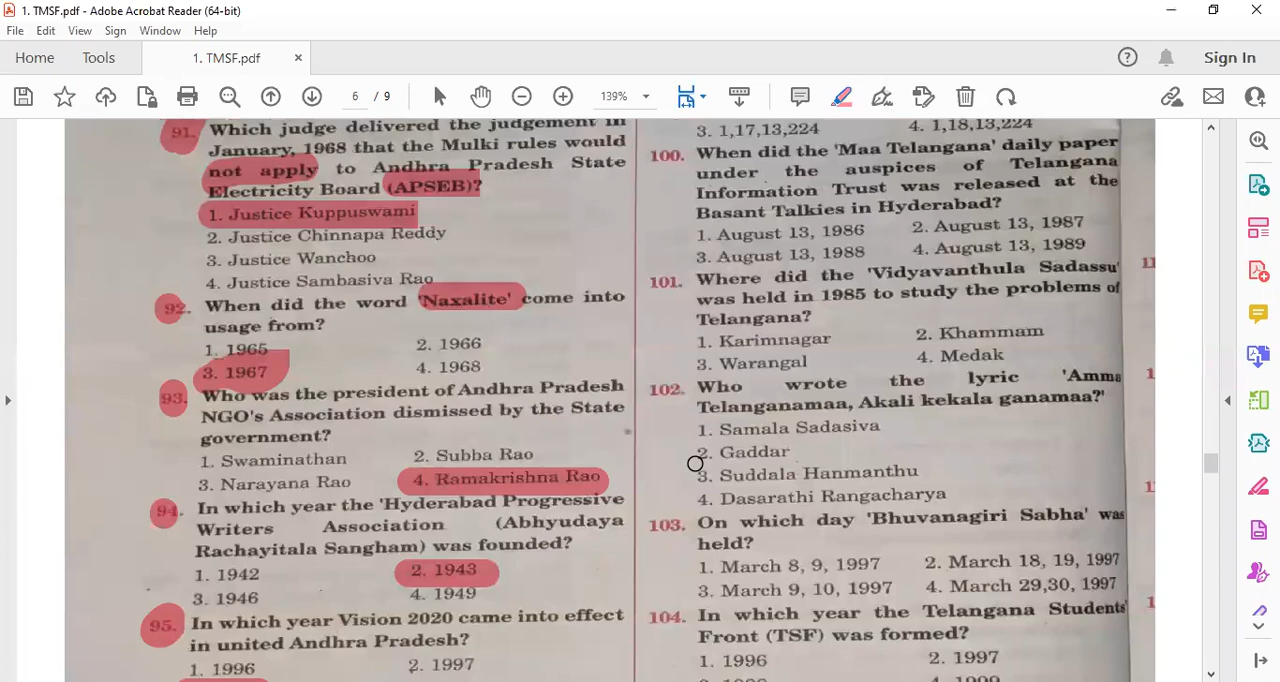 1. TMSF.pdf - Adobe Acrobat Reader (64-bit)
File Edit View Sign Window Help
Home Tools 1. TMSF.pdf × Sign In
6 / 9 139%
91. Which judge delivered the judgement in
January, 1968 that the Mulki rules would
not apply to Andhra Pradesh State
Electricity Board (APSEB)?
1. Justice Kuppuswami
2. Justice Chinnapa Reddy
3. Justice Wanchoo
4. Justice Sambasiva Rao
92. When did the word 'Naxalite' come into
usage from?
1. 1965 2. 1966
3. 1967 4. 1968
93. Who was the president of Andhra Pradesh
NGO's Association dismissed by the State
government?
1. Swaminathan 2. Subba Rao
3. Narayana Rao 4. Ramakrishna Rao
94. In which year the 'Hyderabad Progressive
Writers Association (Abhyudaya
Rachayitala Sangham) was founded?
1. 1942 2. 1943
3. 1946 4. 1949
95. In which year Vision 2020 came into effect
in united Andhra Pradesh?
1. 1996 2. 1997
3. 1,17,13,224 4. 1,18,13,224
100. When did the 'Maa Telangana' daily paper
under the auspices of Telangana
Information Trust was released at the
Basant Talkies in Hyderabad?
1. August 13, 1986 2. August 13, 1987
3. August 13, 1988 4. August 13, 1989
101. Where did the 'Vidyavanthula Sadassu'
was held in 1985 to study the problems of
Telangana?
1. Karimnagar 2. Khammam
3. Warangal 4. Medak
102. Who wrote the lyric 'Amma
Telanganamaa, Akali kekala ganamaa?'
1. Samala Sadasiva
2. Gaddar
3. Suddala Hanmanthu
4. Dasarathi Rangacharya
103. On which day 'Bhuvanagiri Sabha' was
held?
1. March 8, 9, 1997 2. March 18, 19, 1997
3. March 9, 10, 1997 4. March 29,30, 1997
104. In which year the Telangana Students'
Front (TSF) was formed?
1. 1996 2. 1997